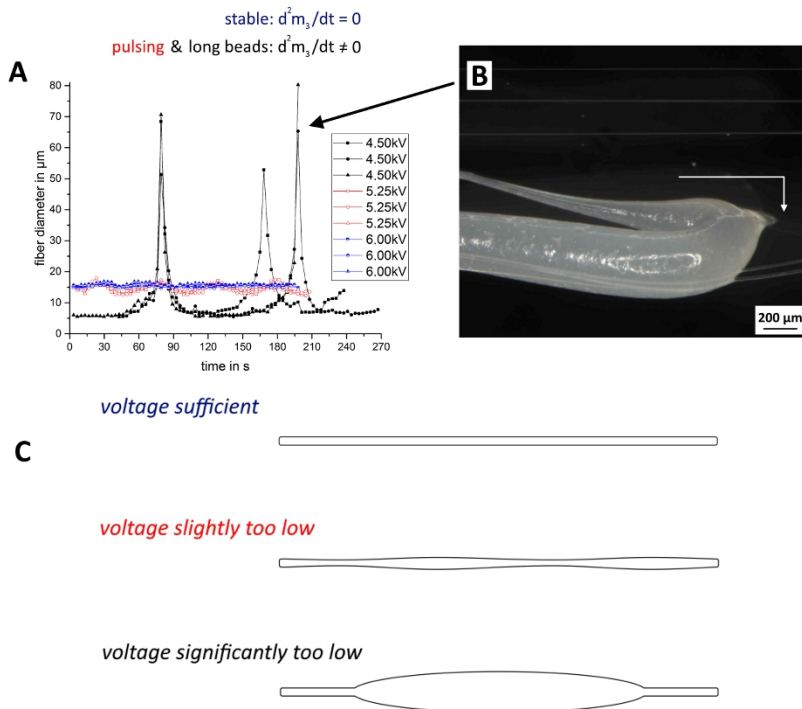 stable: d²m₃/dt = 0
pulsing & long beads: d²m₃/dt ≠ 0
A
B
80
70
60
50
40
30
20
10
0
fiber diameter in µm
0 30 60 90 120 150 180 210 240 270
time in s
4.50kV
4.50kV
4.50kV
5.25kV
5.25kV
5.25kV
6.00kV
6.00kV
6.00kV
200 µm
voltage sufficient
C
voltage slightly too low
voltage significantly too low